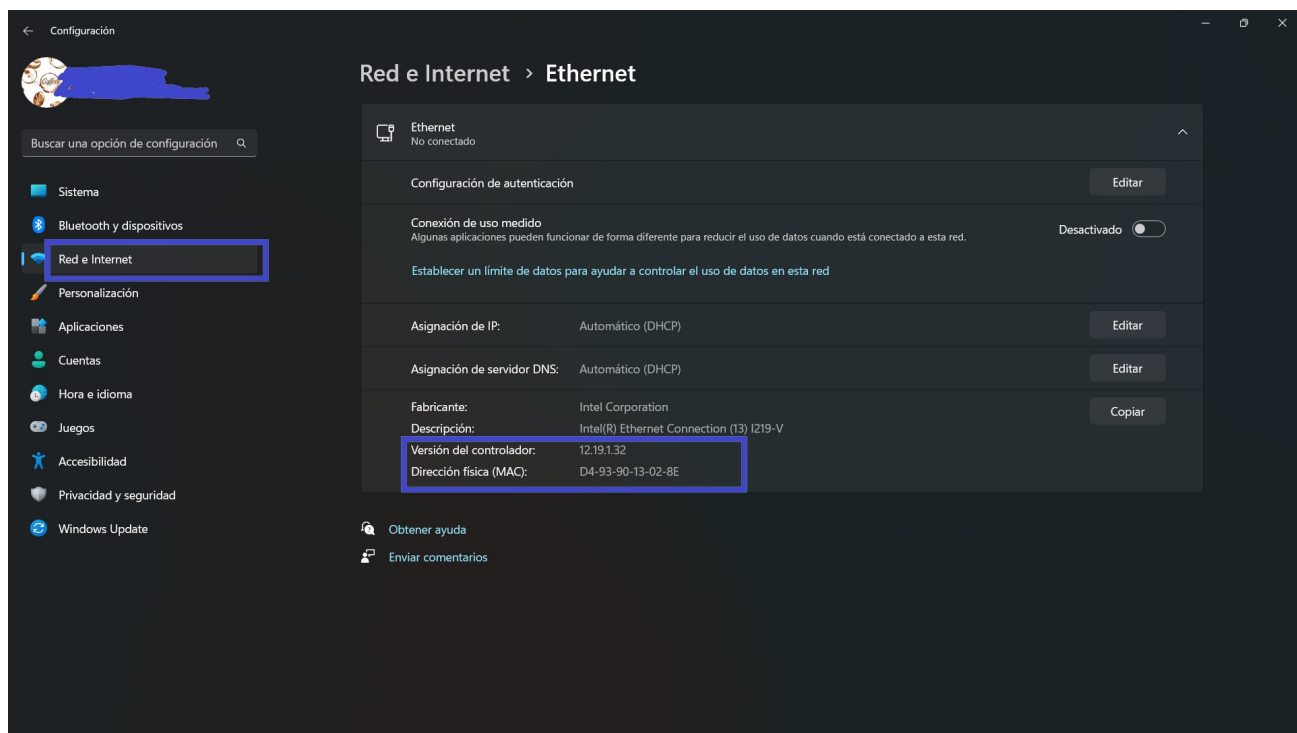 Configuración
Red e Internet > Ethernet
Buscar una opción de configuración
Sistema
Bluetooth y dispositivos
Red e Internet
Personalización
Aplicaciones
Cuentas
Hora e idioma
Juegos
Accesibilidad
Privacidad y seguridad
Windows Update
Ethernet
No conectado
Configuración de autenticación Editar
Conexión de uso medido
Algunas aplicaciones pueden funcionar de forma diferente para reducir el uso de datos cuando está conectado a esta red.
Desactivado
Establecer un límite de datos para ayudar a controlar el uso de datos en esta red
Asignación de IP: Automático (DHCP) Editar
Asignación de servidor DNS: Automático (DHCP) Editar
Fabricante: Intel Corporation Copiar
Descripción: Intel(R) Ethernet Connection (13) I219-V
Versión del controlador: 12.19.1.32
Dirección física (MAC): D4-93-90-13-02-8E
Obtener ayuda
Enviar comentarios